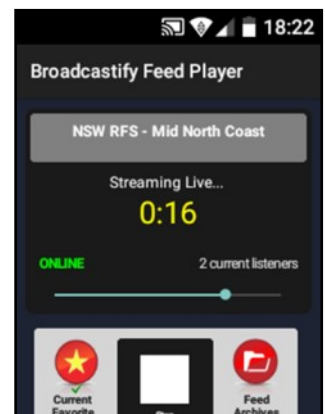 18:22
Broadcastify Feed Player
NSW RFS - Mid North Coast
Streaming Live...
0:16
ONLINE
2 current listeners
Current
Favorite
Feed
Archives